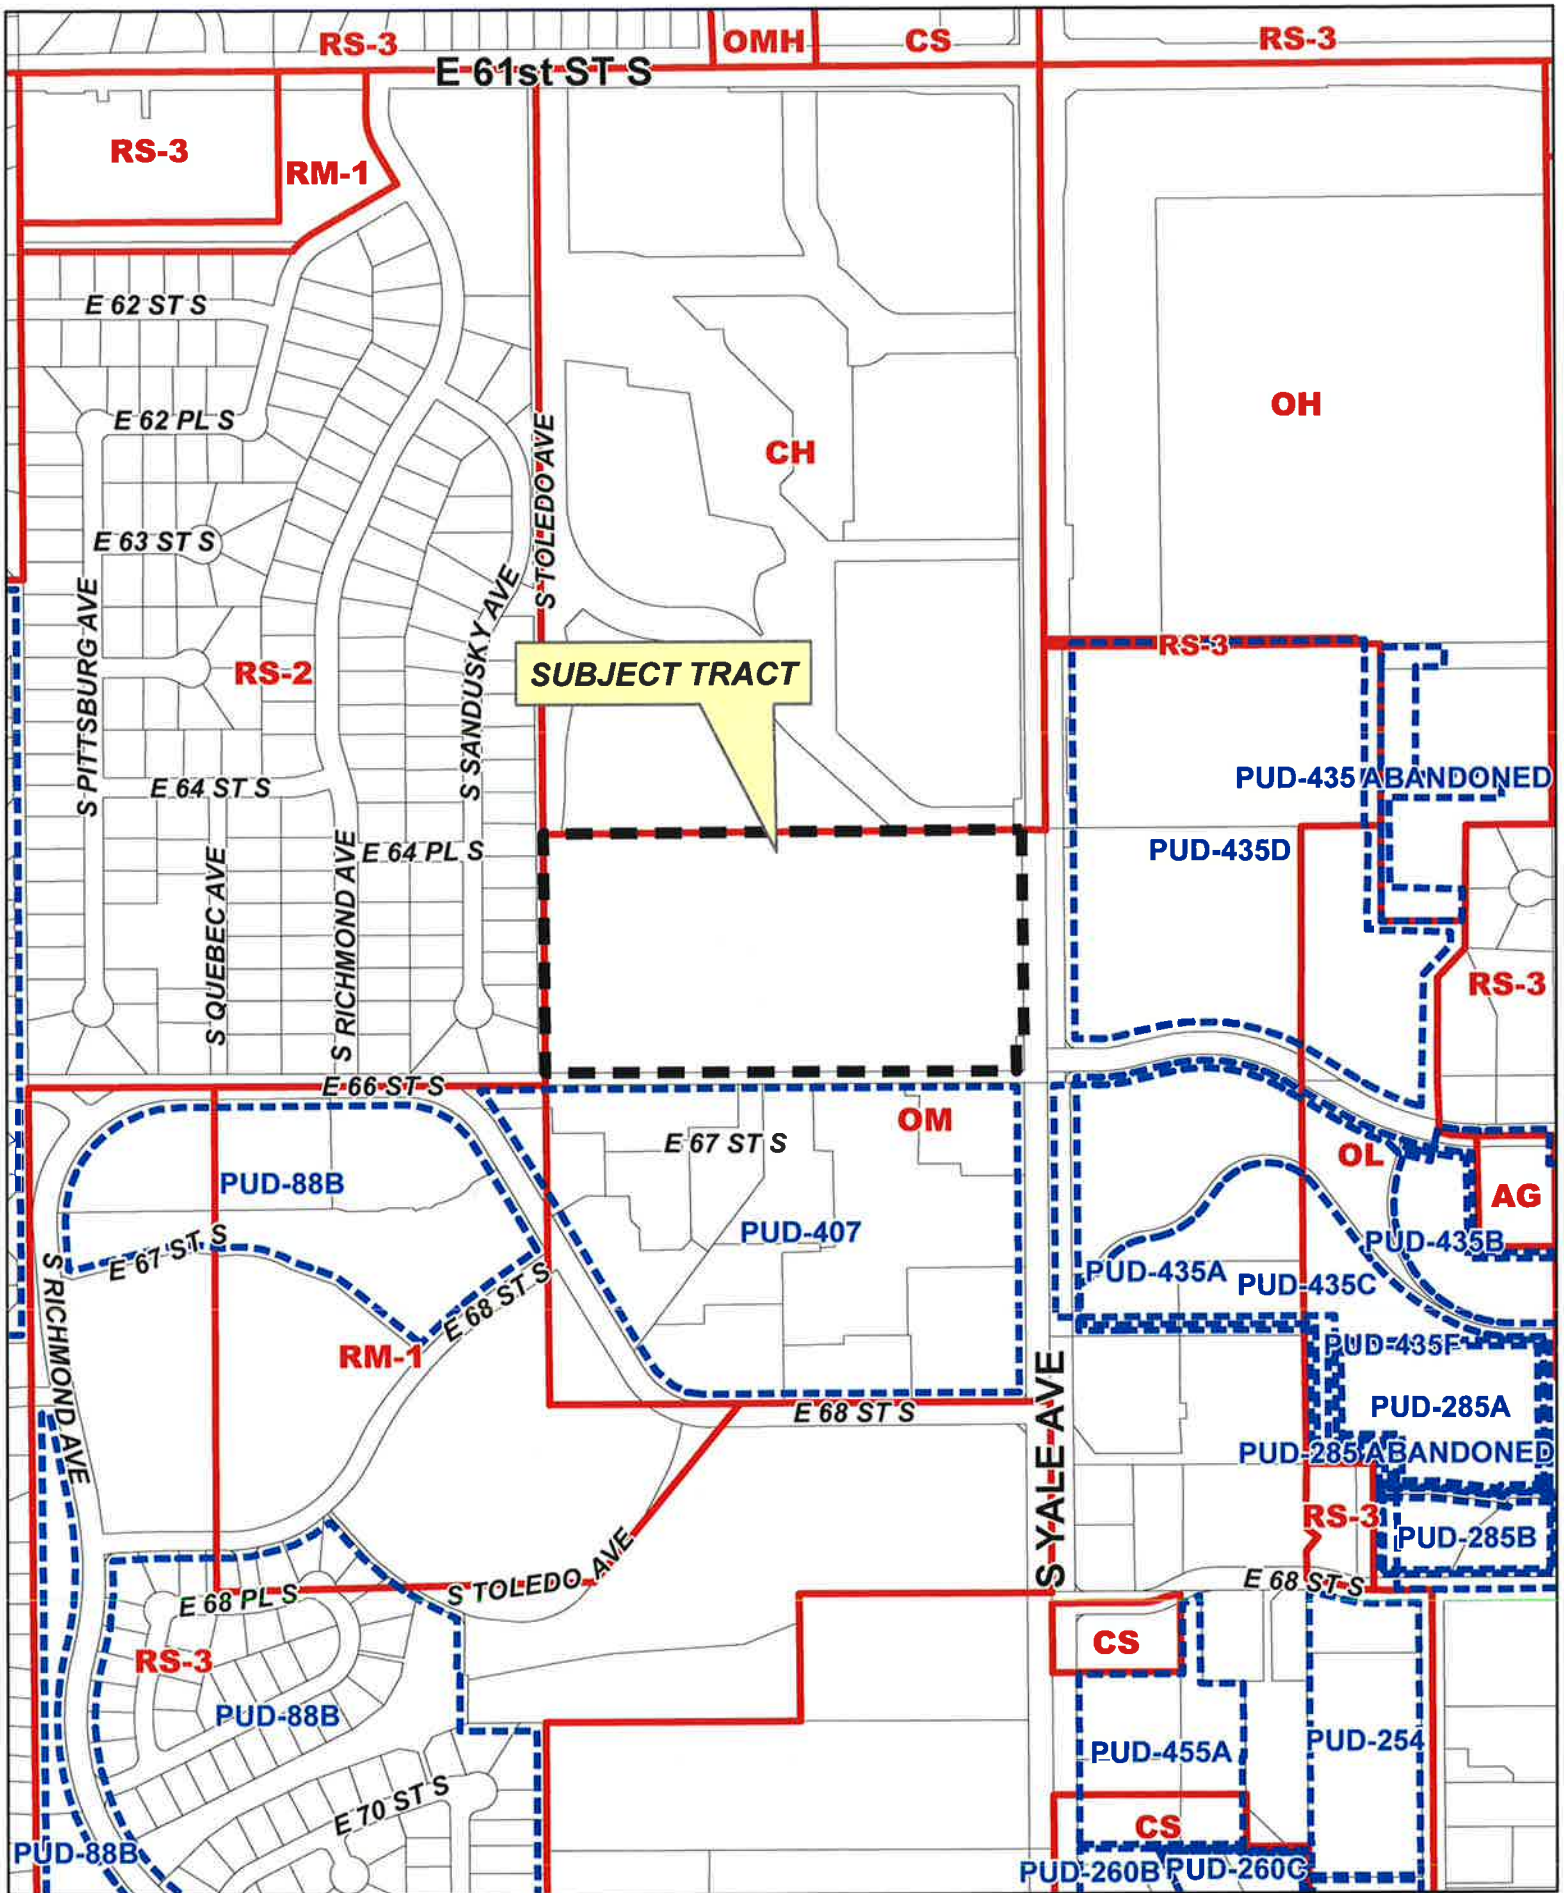 RS-3
OMH
CS
RS-3
E 61st ST S
RS-3
RM-1
E 62 ST S
E 62 PL S
CH
OH
S TOLEDO AVE
E 63 ST S
S PITTSBURG AVE
S SANDUSKY AVE
RS-2
SUBJECT TRACT
RS-3
E 64 ST S
PUD-435 ABANDONED
E 64 PL S
PUD-435D
S QUEBEC AVE
S RICHMOND AVE
RS-3
E 66 ST S
OM
E 67 ST S
OL
PUD-88B
AG
PUD-407
E 67 ST S
PUD-435B
PUD-435A
PUD-435C
E 68 ST S
S RICHMOND AVE
RM-1
PUD-435F
PUD-285A
E 68 ST S
S YALE AVE
PUD-285 ABANDONED
RS-3
PUD-285B
S TOLEDO AVE
E 68 ST S
E 68 PL S
CS
RS-3
PUD-88B
PUD-455A
PUD-254
E 70 ST S
CS
PUD-88B
PUD-260B
PUD-260C